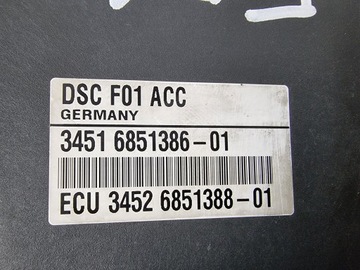 DSC F01 ACC
GERMANY
3451 6851386-01
ECU 3452 6851388-01